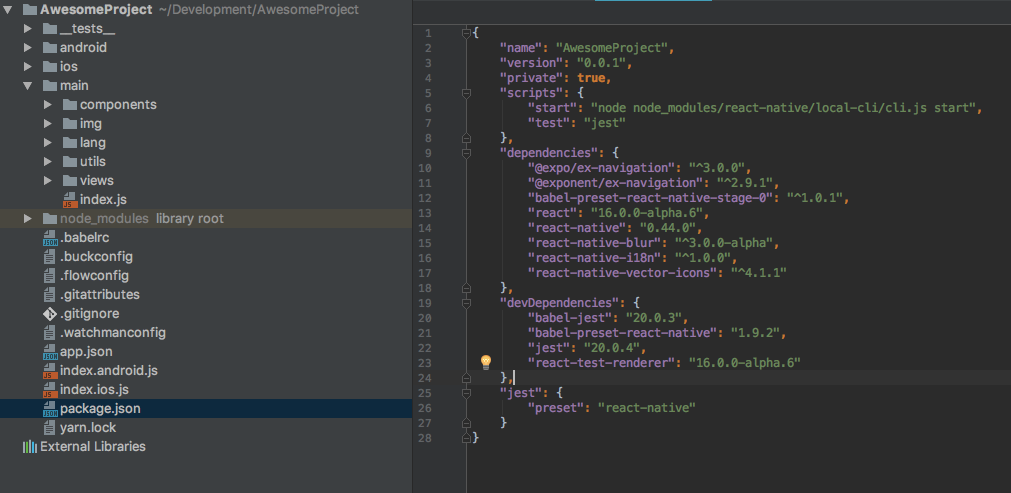 AwesomeProject ~/Development/AwesomeProject
__tests__
android
ios
main
components
img
lang
utils
views
index.js
node_modules library root
.babelrc
.buckconfig
.flowconfig
.gitattributes
.gitignore
.watchmanconfig
app.json
index.android.js
index.ios.js
package.json
yarn.lock
External Libraries
1 {
2 "name": "AwesomeProject",
3 "version": "0.0.1",
4 "private": true,
5 "scripts": {
6 "start": "node node_modules/react-native/local-cli/cli.js start",
7 "test": "jest"
8 },
9 "dependencies": {
10 "@expo/ex-navigation": "^3.0.0",
11 "@exponent/ex-navigation": "^2.9.1",
12 "babel-preset-react-native-stage-0": "^1.0.1",
13 "react": "16.0.0-alpha.6",
14 "react-native": "0.44.0",
15 "react-native-blur": "^3.0.0-alpha",
16 "react-native-i18n": "^1.0.0",
17 "react-native-vector-icons": "^4.1.1"
18 },
19 "devDependencies": {
20 "babel-jest": "20.0.3",
21 "babel-preset-react-native": "1.9.2",
22 "jest": "20.0.4",
23 "react-test-renderer": "16.0.0-alpha.6"
24 },
25 "jest": {
26 "preset": "react-native"
27 }
28 }